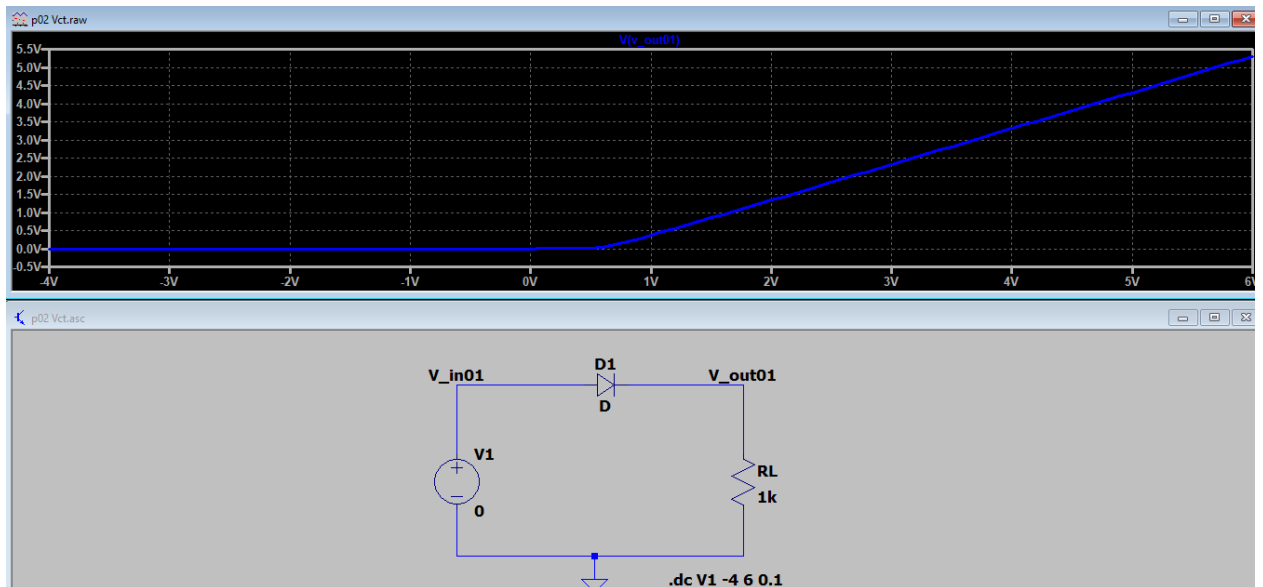 p02 Vct.raw
V(v_out01)
5.5V
5.0V
4.5V
4.0V
3.5V
3.0V
2.5V
2.0V
1.5V
1.0V
0.5V
0.0V
-0.5V
-4V -3V -2V -1V 0V 1V 2V 3V 4V 5V 6V
p02 Vct.asc
D1
V_in01 V_out01
D
V1
RL
1k
0
.dc V1 -4 6 0.1